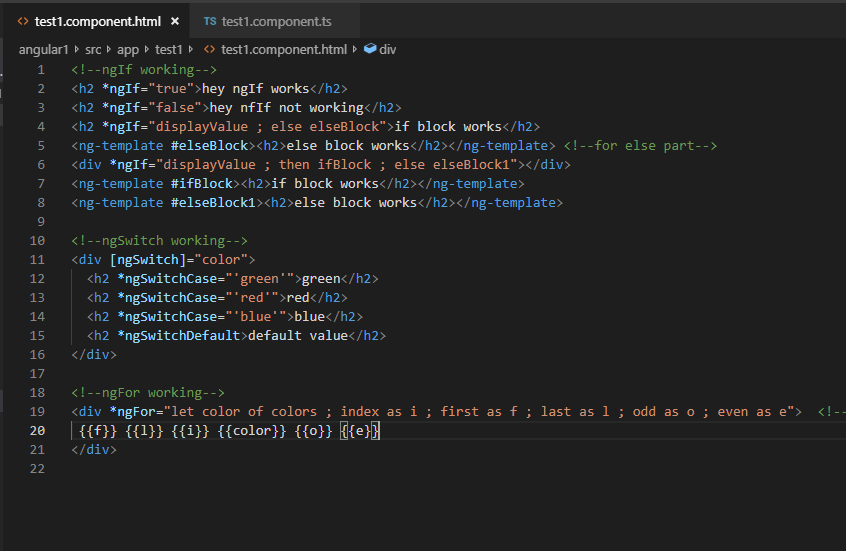 <> test1.component.html × TS test1.component.ts
angular1 > src > app > test1 > <> test1.component.html > div
1 <!--ngIf working-->
2 <h2 *ngIf="true">hey ngIf works</h2>
3 <h2 *ngIf="false">hey nfIf not working</h2>
4 <h2 *ngIf="displayValue ; else elseBlock">if block works</h2>
5 <ng-template #elseBlock><h2>else block works</h2></ng-template> <!--for else part-->
6 <div *ngIf="displayValue ; then ifBlock ; else elseBlock1"></div>
7 <ng-template #ifBlock><h2>if block works</h2></ng-template>
8 <ng-template #elseBlock1><h2>else block works</h2></ng-template>
9
10 <!--ngSwitch working-->
11 <div [ngSwitch]="color">
12 <h2 *ngSwitchCase="'green'">green</h2>
13 <h2 *ngSwitchCase="'red'">red</h2>
14 <h2 *ngSwitchCase="'blue'">blue</h2>
15 <h2 *ngSwitchDefault>default value</h2>
16 </div>
17
18 <!--ngFor working-->
19 <div *ngFor="let color of colors ; index as i ; first as f ; last as l ; odd as o ; even as e"> <!--
20 {{f}} {{l}} {{i}} {{color}} {{o}} {{e}}
21 </div>
22